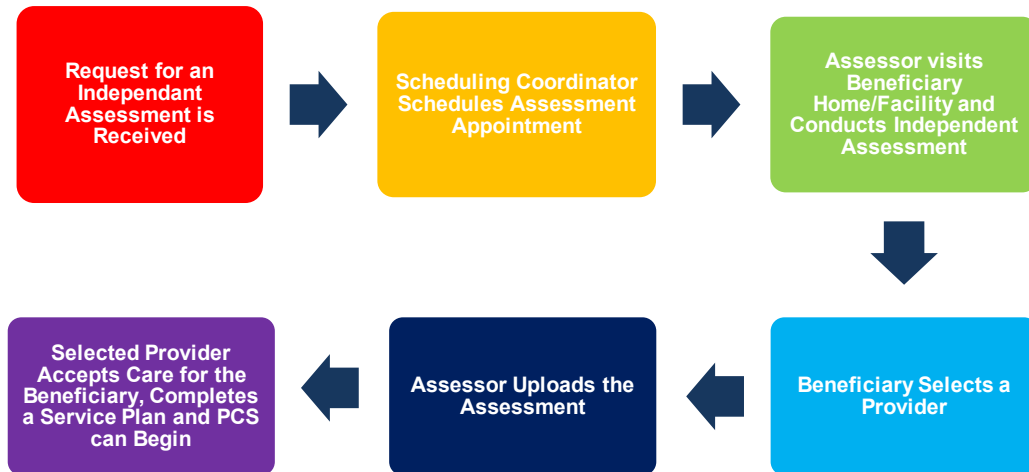 Request for an
Independant
Assessment is
Received
Scheduling Coordinator
Schedules Assessment
Appointment
Assessor visits
Beneficiary
Home/Facility and
Conducts Independent
Assessment
Beneficiary Selects a
Provider
Assessor Uploads the
Assessment
Selected Provider
Accepts Care for the
Beneficiary, Completes
a Service Plan and PCS
can Begin